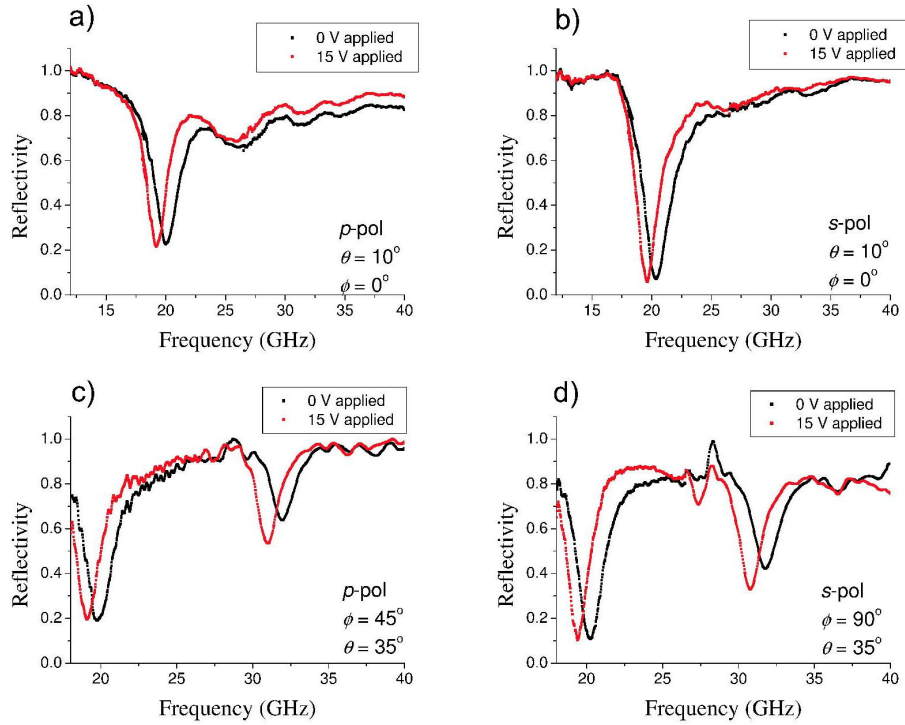 a)
0 V applied
15 V applied
1.0
0.8
0.6
0.4
0.2
0.0
Reflectivity
p-pol
θ = 10°
ϕ = 0°
15 20 25 30 35 40
Frequency (GHz)
b)
0 V applied
15 V applied
1.0
0.8
0.6
0.4
0.2
0.0
Reflectivity
s-pol
θ = 10°
ϕ = 0°
15 20 25 30 35 40
Frequency (GHz)
c)
0 V applied
15 V applied
1.0
0.8
0.6
0.4
0.2
0.0
Reflectivity
p-pol
ϕ = 45°
θ = 35°
20 25 30 35 40
Frequency (GHz)
d)
0 V applied
15 V applied
1.0
0.8
0.6
0.4
0.2
0.0
Reflectivity
s-pol
ϕ = 90°
θ = 35°
20 25 30 35 40
Frequency (GHz)